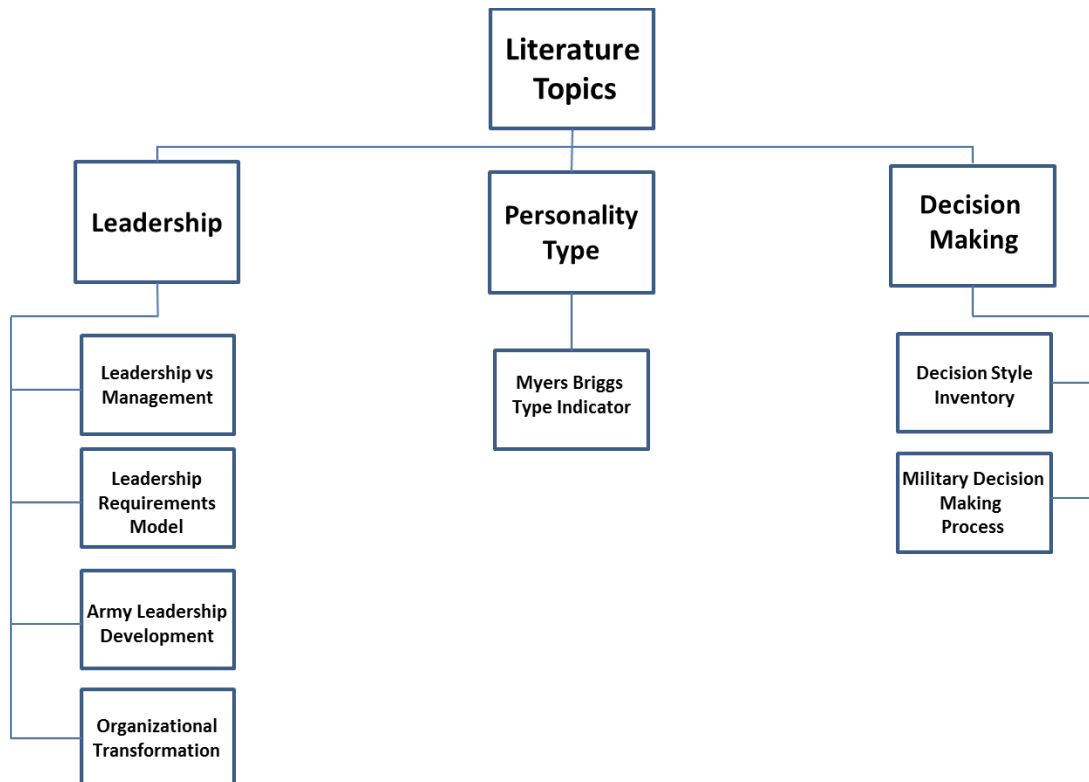 Literature
Topics
Leadership
Personality
Type
Decision
Making
Leadership vs
Management
Leadership
Requirements
Model
Army Leadership
Development
Organizational
Transformation
Myers Briggs
Type Indicator
Decision Style
Inventory
Military Decision
Making
Process